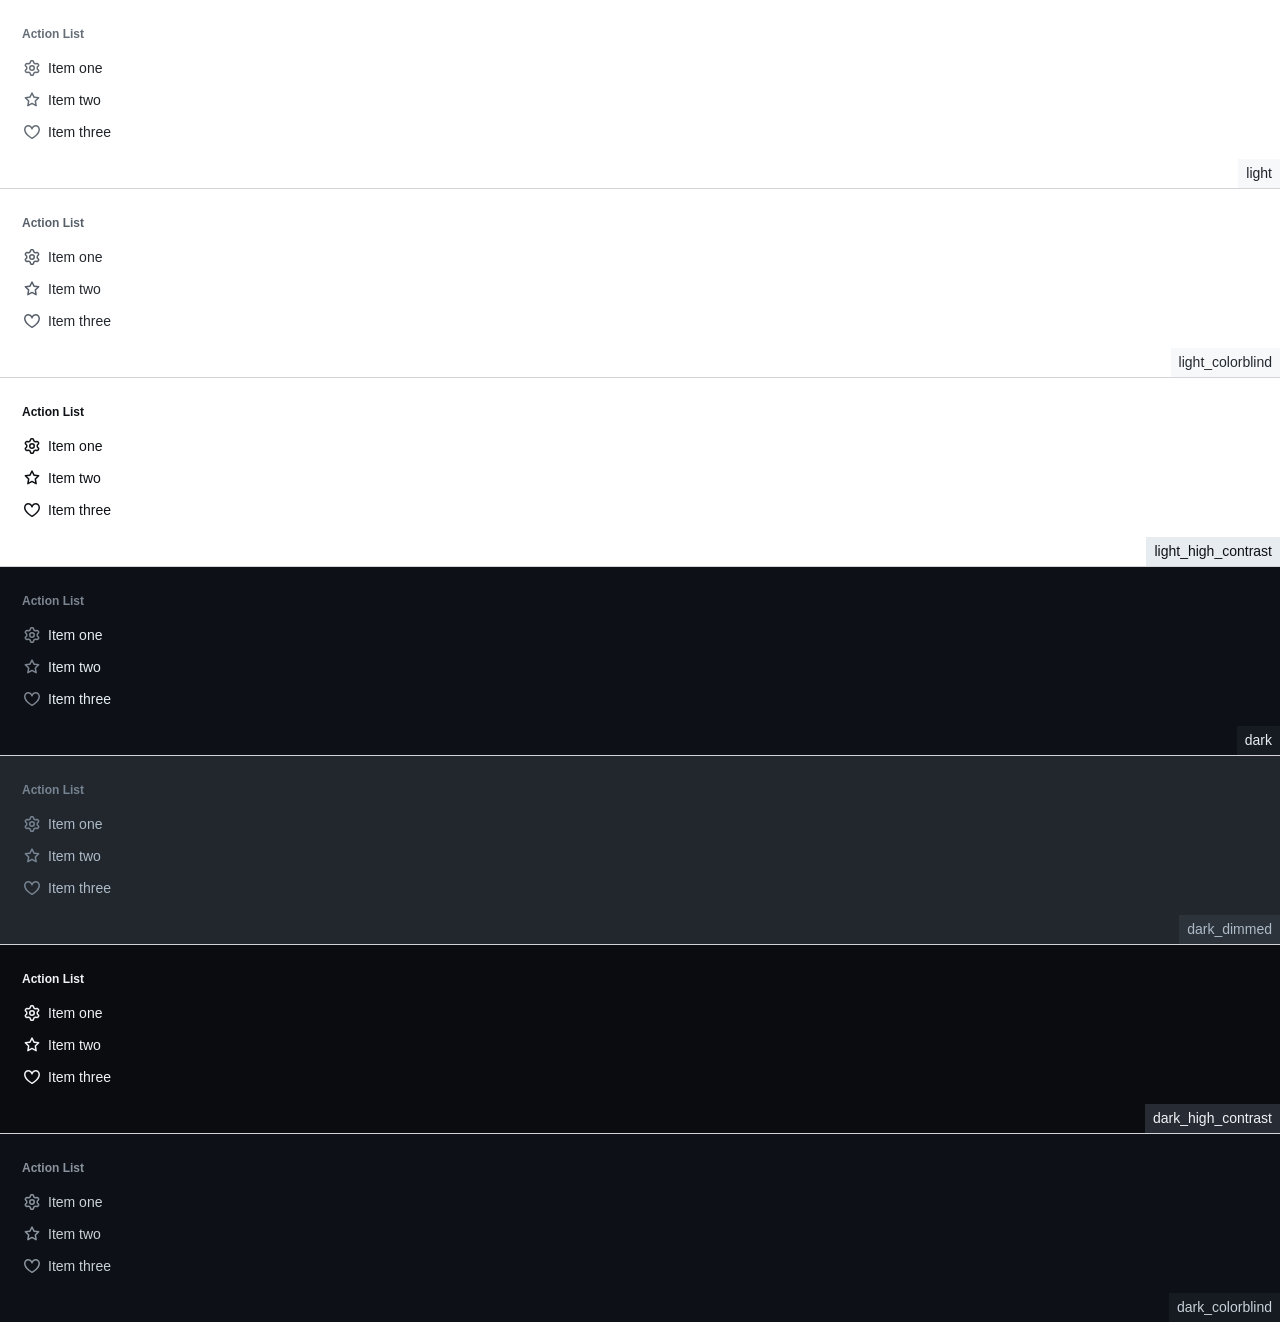 Action List
Item one
Item two
Item three
light
Action List
Item one
Item two
Item three
light_colorblind
Action List
Item one
Item two
Item three
light_high_contrast
Action List
Item one
Item two
Item three
dark
Action List
Item one
Item two
Item three
dark_dimmed
Action List
Item one
Item two
Item three
dark_high_contrast
Action List
Item one
Item two
Item three
dark_colorblind